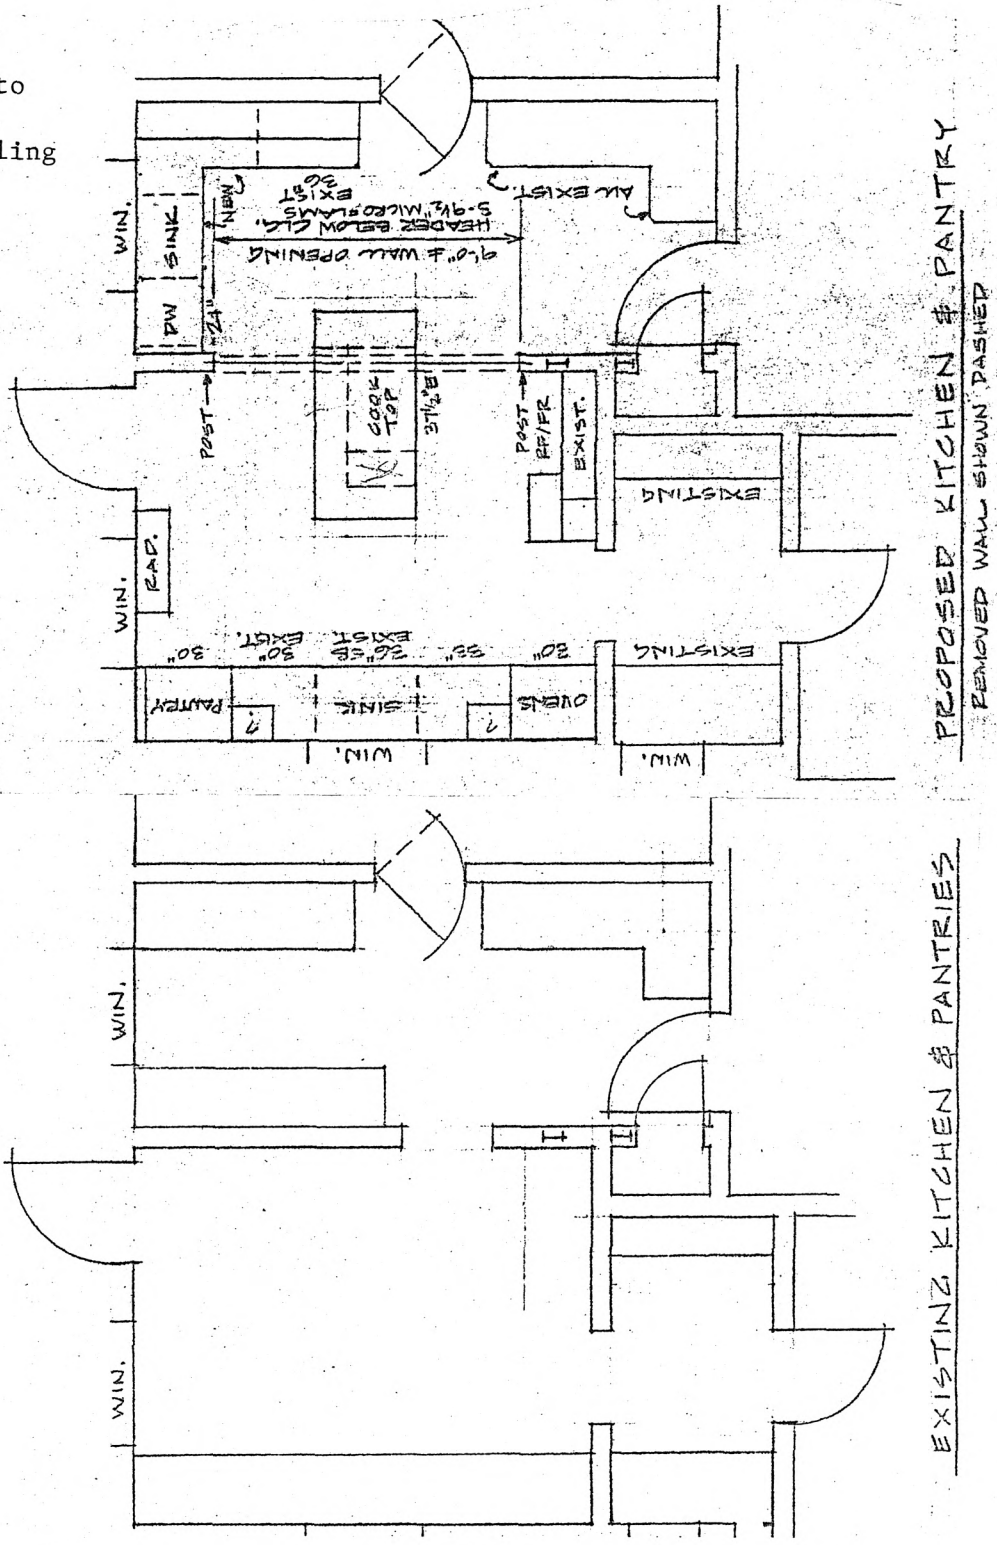 to
ling
WIN.
SINK
DW
24"
NEW
36"
EXIST
3-9½" MICROFLAMS
HEADER BELOW CLG.
9'-0" ± WALL OPENING
ALL EXIST.
POST
COOK
TOP
37½"E
POST
RF/FR
EXIST.
EXISTING
WIN.
RAD.
30"
30"
EXIST.
36"SB
EXIST.
33"
30"
EXISTING
PANTRY
?
SINK
?
OVENS
WIN.
WIN.
PROPOSED KITCHEN & PANTRY
REMOVED WALL SHOWN DASHED
WIN.
WIN.
EXISTING KITCHEN & PANTRIES